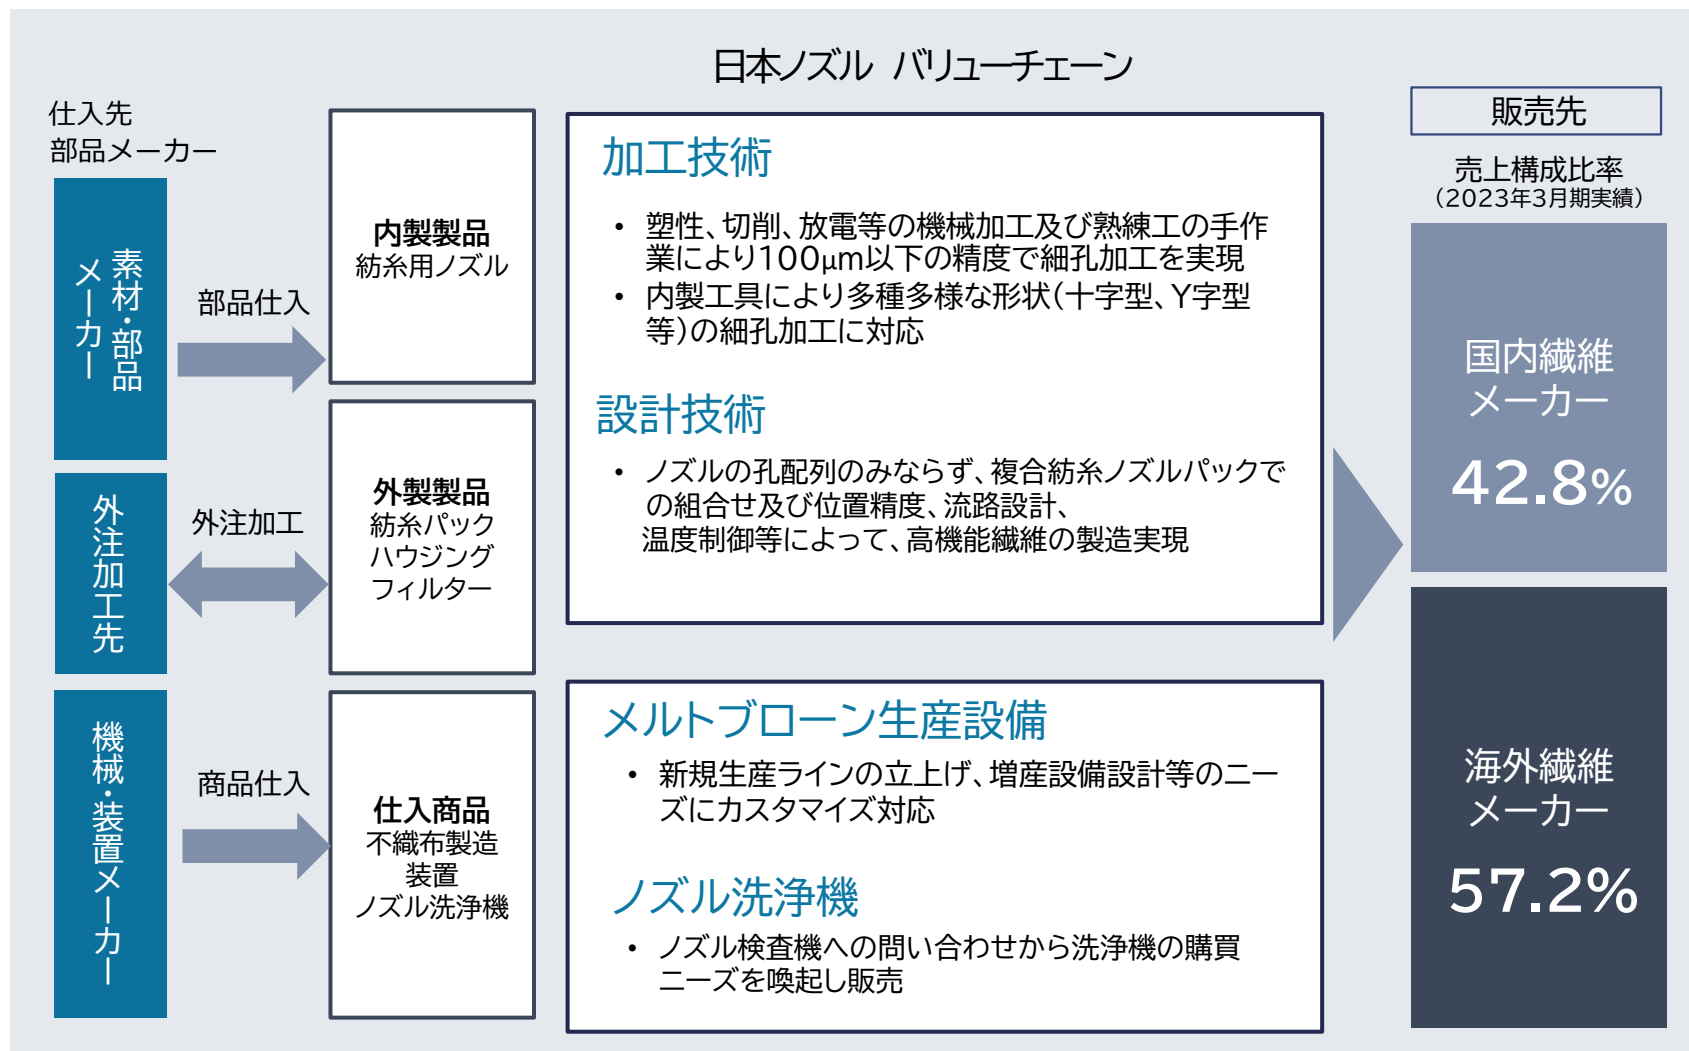 日本ノズル バリューチェーン
仕入先
部品メーカー
素材・部品
メーカー
部品仕入
外注加工先
外注加工
機械・装置メーカー
商品仕入
内製製品
紡糸用ノズル
外製製品
紡糸パック
ハウジング
フィルター
仕入商品
不織布製造
装置
ノズル洗浄機
加工技術
• 塑性、切削、放電等の機械加工及び熟練工の手作
業により100μm以下の精度で細孔加工を実現
• 内製工具により多種多様な形状(十字型、Y字型
等)の細孔加工に対応
設計技術
• ノズルの孔配列のみならず、複合紡糸ノズルパックで
の組合せ及び位置精度、流路設計、
温度制御等によって、高機能繊維の製造実現
メルトブローン生産設備
• 新規生産ラインの立上げ、増産設備設計等のニー
ズにカスタマイズ対応
ノズル洗浄機
• ノズル検査機への問い合わせから洗浄機の購買
ニーズを喚起し販売
販売先
売上構成比率
(2023年3月期実績)
国内繊維
メーカー
42.8%
海外繊維
メーカー
57.2%